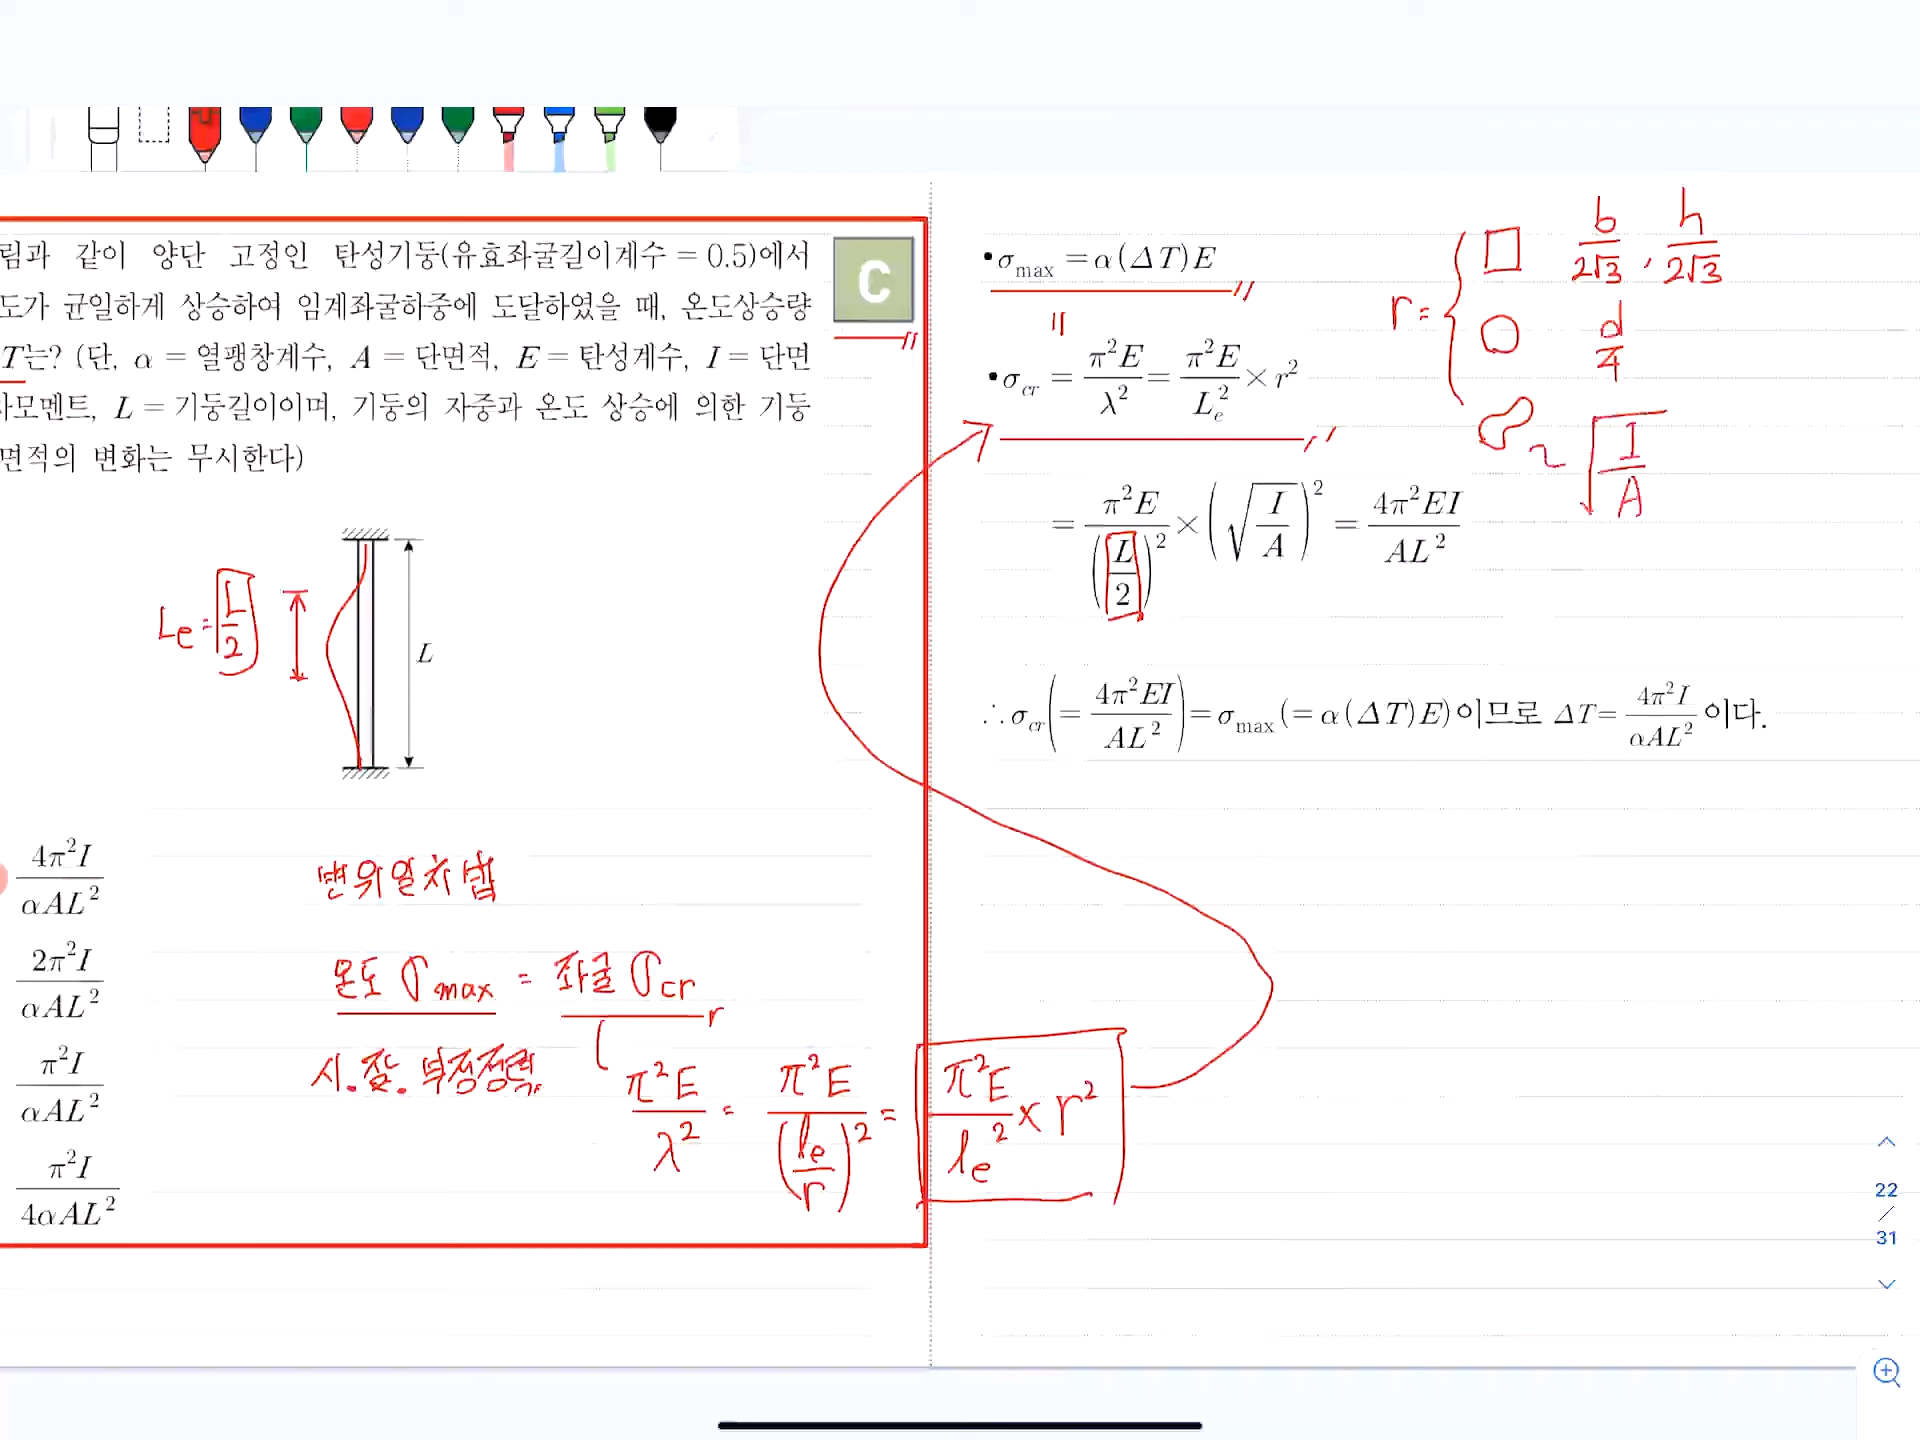 림과 같이 양단 고정인 탄성기둥(유효좌굴길이계수 = 0.5)에서
도가 균일하게 상승하여 임계좌굴하중에 도달하였을 때, 온도상승량
T는? (단, α = 열팽창계수, A = 단면적, E = 탄성계수, I = 단면
차모멘트, L = 기둥길이이며, 기둥의 자중과 온도 상승에 의한 기둥
면적의 변화는 무시한다)
C
Le = L/2
L
4π²I/αAL²
2π²I/αAL²
π²I/αAL²
π²I/4αAL²
변위일치법
온도 σmax = 좌굴 σcr
시.잦.부정정력
π²E/λ² = π²E/(le/r)² = π²E/le² × r²
•σmax = α(ΔT)E
"
•σcr = π²E/λ² = π²E/Le² × r²
= π²E/(L/2)² × (√(I/A))² = 4π²EI/AL²
∴σcr(= 4π²EI/AL²) = σmax(= α(ΔT)E)이므로 ΔT = 4π²I/αAL² 이다.
r = { □ b/2√3, h/2√3
○ d/4
√(I/A)
22
/
31